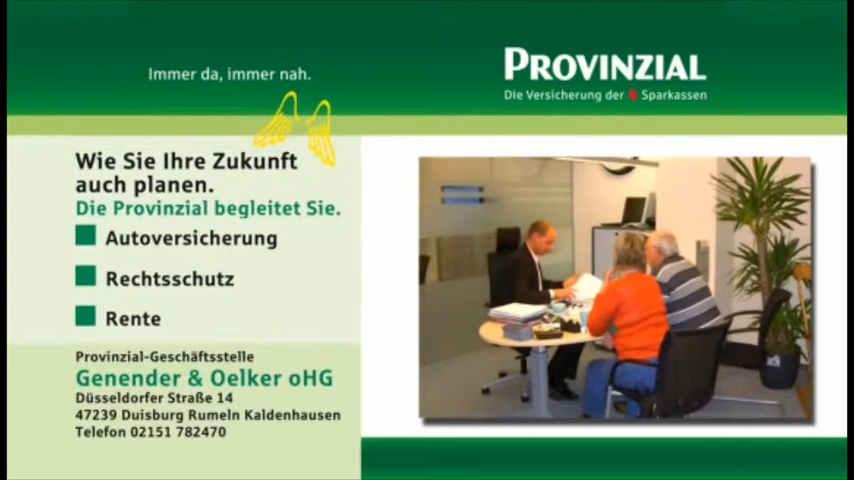 Immer da, immer nah.
PROVINZIAL
Die Versicherung der Sparkassen
Wie Sie Ihre Zukunft
auch planen.
Die Provinzial begleitet Sie.
Autoversicherung
Rechtsschutz
Rente
Provinzial-Geschäftsstelle
Genender & Oelker oHG
Düsseldorfer Straße 14
47239 Duisburg Rumeln Kaldenhausen
Telefon 02151 782470